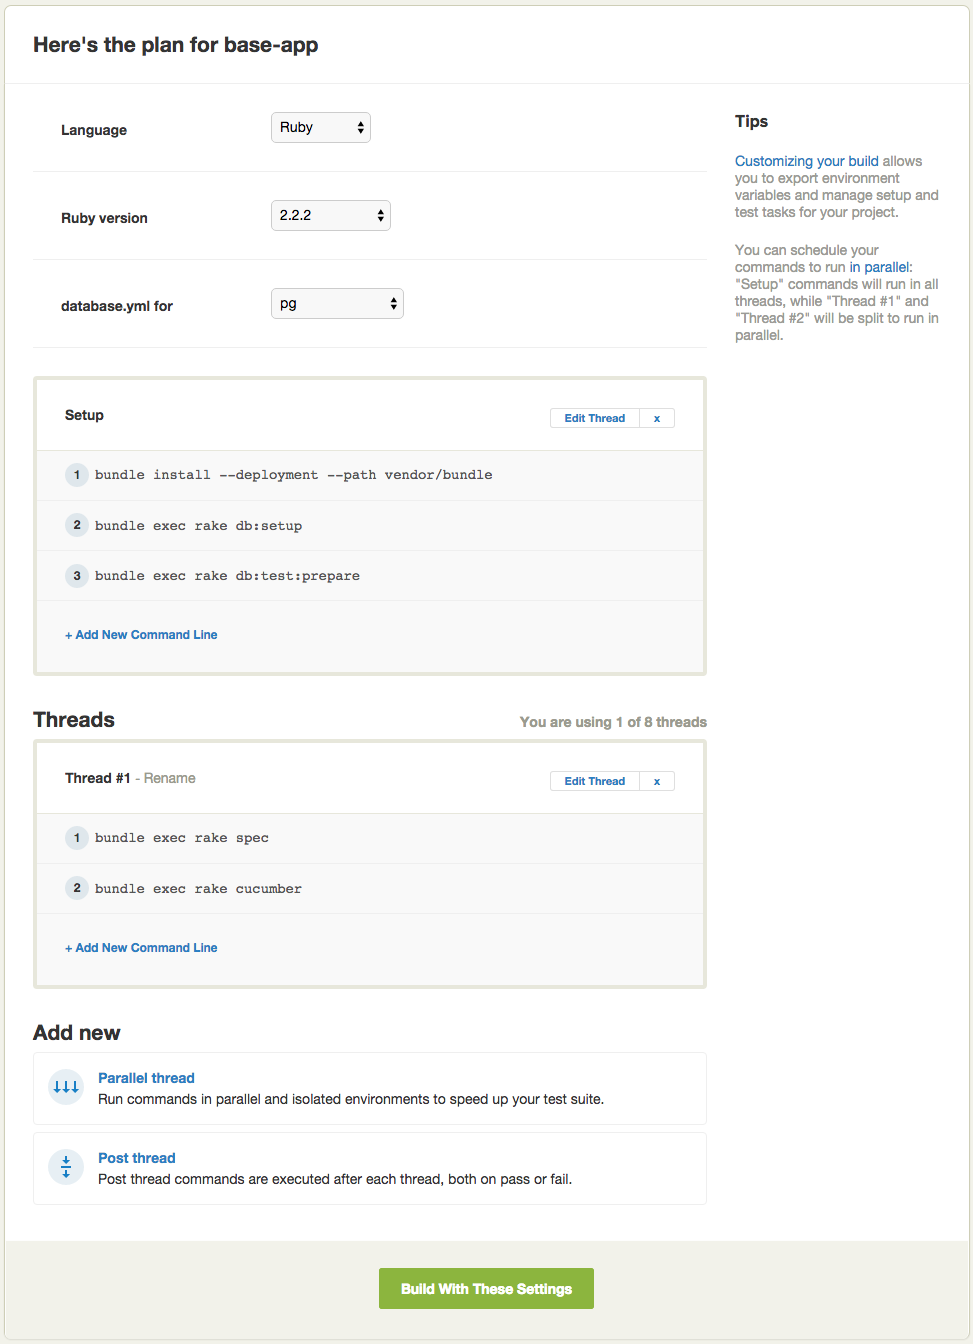 Here's the plan for base-app
Language
Ruby
Ruby version
2.2.2
database.yml for
pg
Tips
Customizing your build allows
you to export environment
variables and manage setup and
test tasks for your project.
You can schedule your
commands to run in parallel:
"Setup" commands will run in all
threads, while "Thread #1" and
"Thread #2" will be split to run in
parallel.
Setup
Edit Thread x
1 bundle install --deployment --path vendor/bundle
2 bundle exec rake db:setup
3 bundle exec rake db:test:prepare
+ Add New Command Line
Threads
You are using 1 of 8 threads
Thread #1 - Rename
Edit Thread x
1 bundle exec rake spec
2 bundle exec rake cucumber
+ Add New Command Line
Add new
Parallel thread
Run commands in parallel and isolated environments to speed up your test suite.
Post thread
Post thread commands are executed after each thread, both on pass or fail.
Build With These Settings